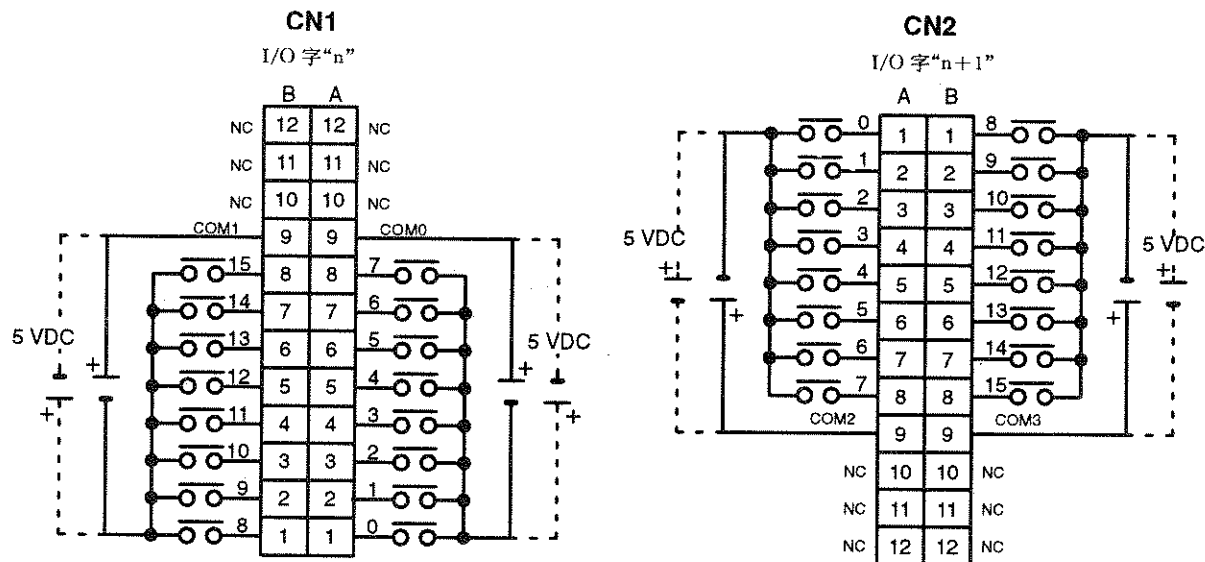 CN1
I/O 字“n”
B A
NC 12 12 NC
NC 11 11 NC
NC 10 10 NC
COM1 9 9 COM0
15 8 8 7
14 7 7 6
13 6 6 5
12 5 5 4
11 4 4 3
10 3 3 2
9 2 2 1
8 1 1 0
5 VDC
+
+
5 VDC
+
+
CN2
I/O 字“n+1”
A B
0 1 1 8
1 2 2 9
2 3 3 10
3 4 4 11
4 5 5 12
5 6 6 13
6 7 7 14
7 8 8 15
COM2 9 9 COM3
NC 10 10 NC
NC 11 11 NC
NC 12 12 NC
5 VDC
+
+
5 VDC
+
+